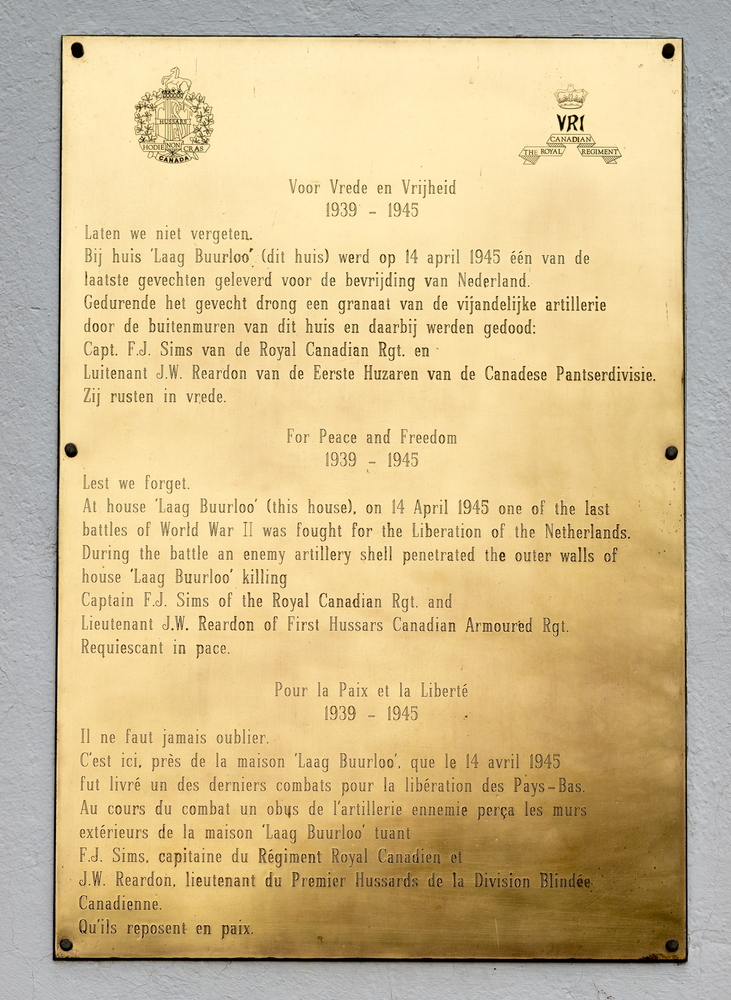 HUSSARS
HODIE NON CRAS
CANADA
VRI
CANADIAN
THE ROYAL REGIMENT
Voor Vrede en Vrijheid
1939 - 1945
Laten we niet vergeten.
Bij huis 'Laag Buurloo' (dit huis) werd op 14 april 1945 één van de
laatste gevechten geleverd voor de bevrijding van Nederland.
Gedurende het gevecht drong een granaat van de vijandelijke artillerie
door de buitenmuren van dit huis en daarbij werden gedood:
Capt. F.J. Sims van de Royal Canadian Rgt. en
Luitenant J.W. Reardon van de Eerste Huzaren van de Canadese Pantserdivisie.
Zij rusten in vrede.
For Peace and Freedom
1939 - 1945
Lest we forget.
At house 'Laag Buurloo' (this house), on 14 April 1945 one of the last
battles of World War II was fought for the Liberation of the Netherlands.
During the battle an enemy artillery shell penetrated the outer walls of
house 'Laag Buurloo' killing
Captain F.J. Sims of the Royal Canadian Rgt. and
Lieutenant J.W. Reardon of First Hussars Canadian Armoured Rgt.
Requiescant in pace.
Pour la Paix et la Liberté
1939 - 1945
Il ne faut jamais oublier.
C'est ici, près de la maison 'Laag Buurloo', que le 14 avril 1945
fut livré un des derniers combats pour la libération des Pays-Bas.
Au cours du combat un obus de l'artillerie ennemie perça les murs
extérieurs de la maison 'Laag Buurloo' tuant
F.J. Sims, capitaine du Régiment Royal Canadien et
J.W. Reardon, lieutenant du Premier Hussards de la Division Blindée
Canadienne.
Qu'ils reposent en paix.